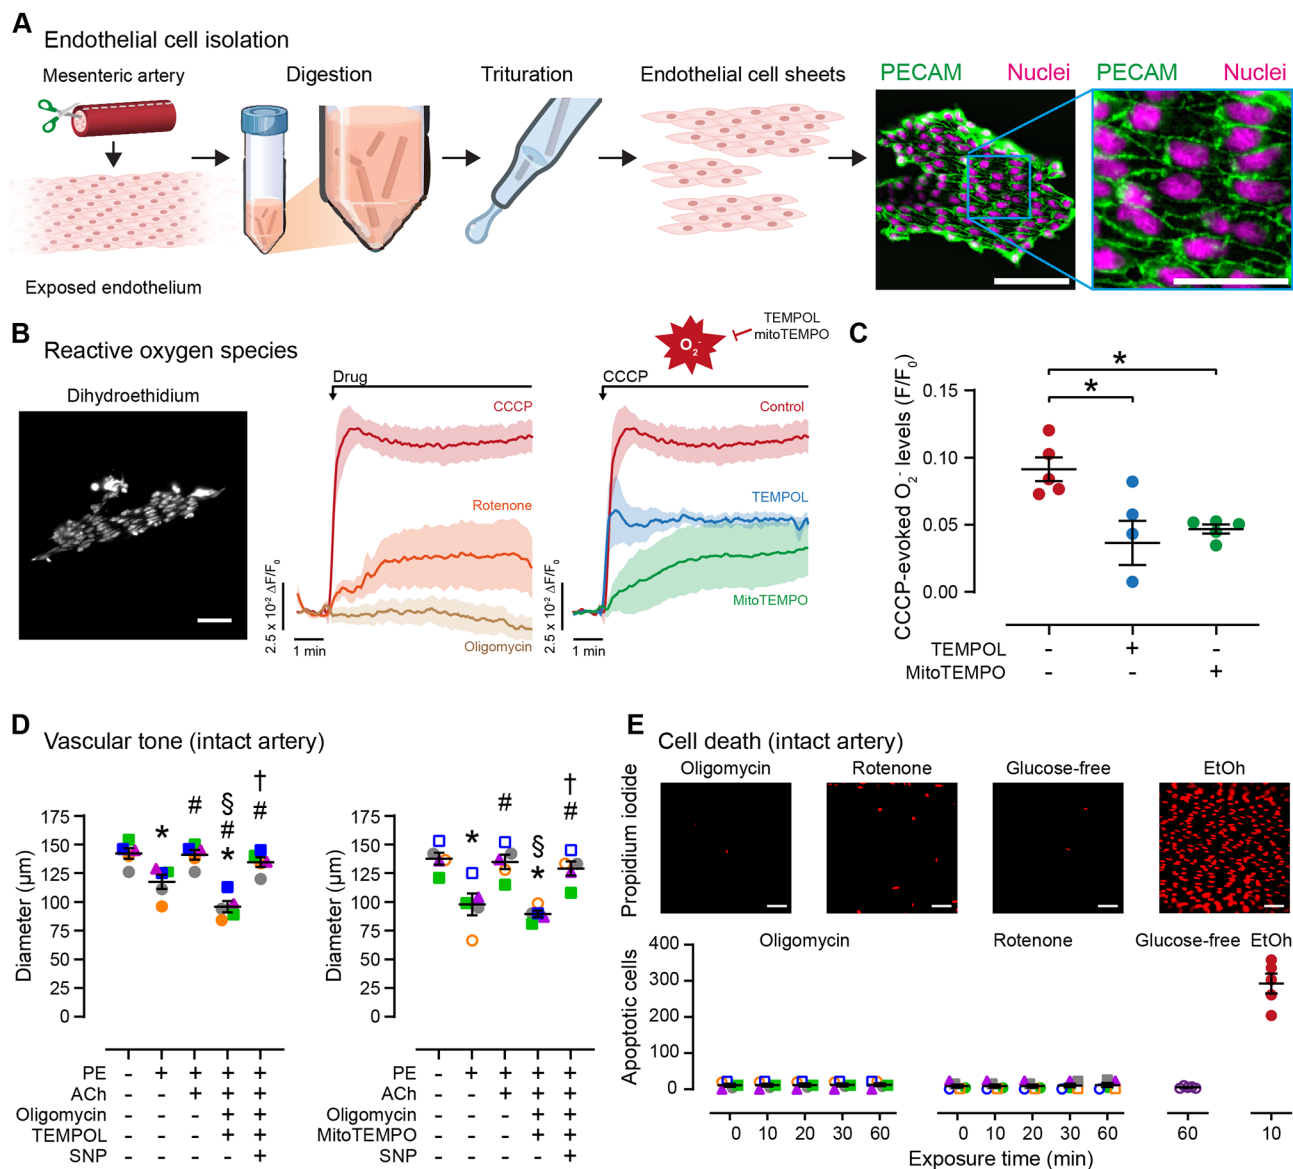 A
Endothelial cell isolation
Mesenteric artery
Digestion
Trituration
Endothelial cell sheets
PECAM Nuclei
PECAM Nuclei
Exposed endothelium
B
Reactive oxygen species
Dihydroethidium
Drug
CCCP
Rotenone
Oligomycin
2.5 x 10⁻² ΔF/F₀
1 min
O₂⁻
TEMPOL
mitoTEMPO
CCCP
Control
TEMPOL
MitoTEMPO
2.5 x 10⁻² ΔF/F₀
1 min
C
CCCP-evoked O₂⁻ levels (F/F₀)
0.15
0.10
0.05
0.00
*
*
TEMPOL - + -
MitoTEMPO - - +
D
Vascular tone (intact artery)
Diameter (µm)
175
150
125
100
75
50
25
0
*
#
§
#
*
†
#
PE - + + + +
ACh - - + + +
Oligomycin - - - + +
TEMPOL - - - + +
SNP - - - - +
Diameter (µm)
175
150
125
100
75
50
25
0
*
#
§
*
†
#
PE - + + + +
ACh - - + + +
Oligomycin - - - + +
MitoTEMPO - - - + +
SNP - - - - +
E
Cell death (intact artery)
Propidium iodide
Oligomycin
Rotenone
Glucose-free
EtOh
Apoptotic cells
400
300
200
100
0
Oligomycin
Rotenone
Glucose-free
EtOh
0 10 20 30 60
0 10 20 30 60
60
10
Exposure time (min)